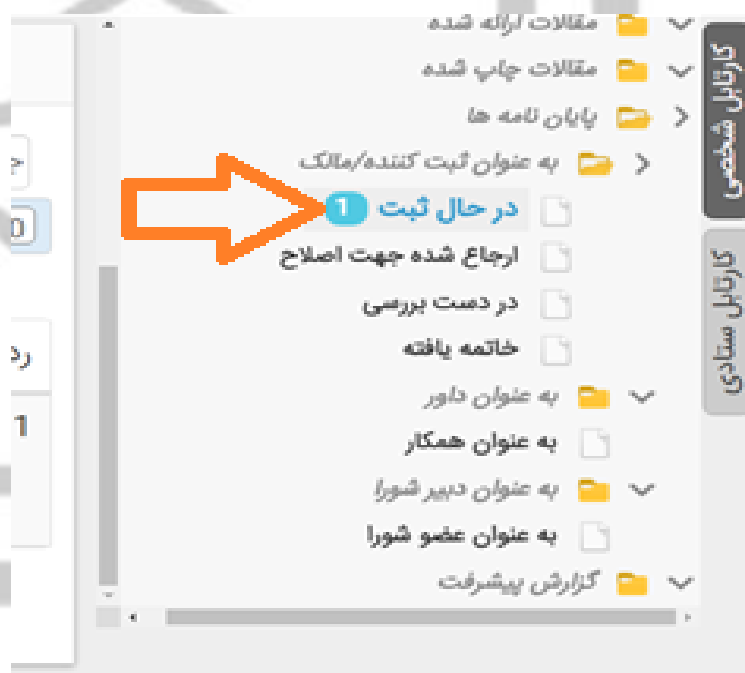 مقالات ارائه شده
مقالات چاپ شده
پایان نامه ها
به عنوان ثبت کننده/مالک
در حال ثبت 1
ارجاع شده جهت اصلاح
در دست بررسی
خاتمه یافته
به عنوان داور
به عنوان همکار
به عنوان دبیر شورا
به عنوان عضو شورا
گزارش پیشرفت
کارتابل شخصی
کارتابل ستادی
0
1